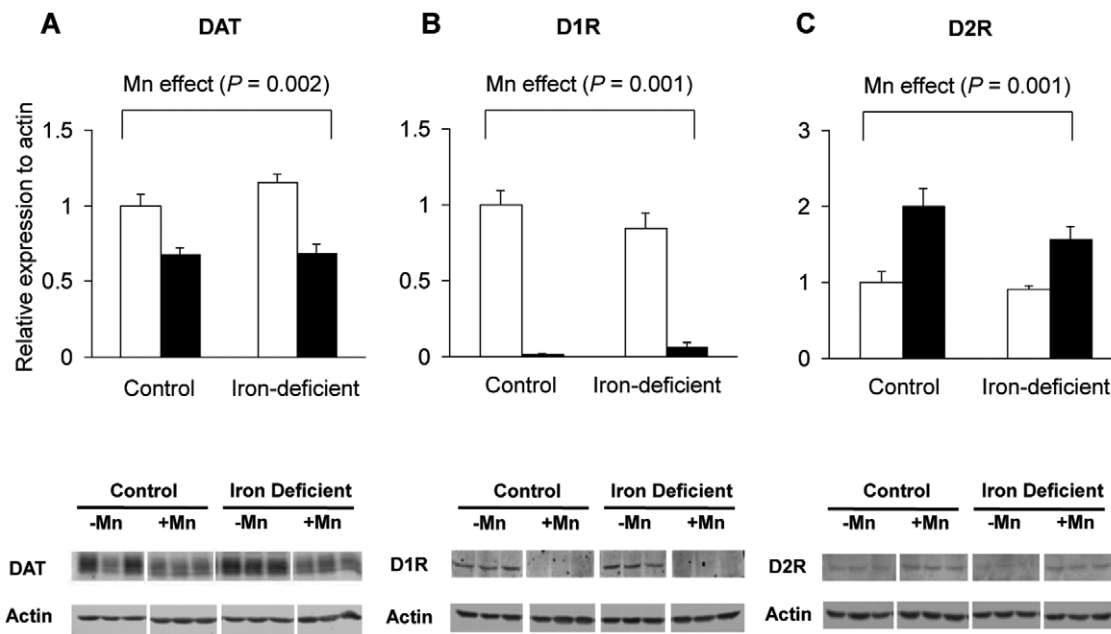 A DAT
Mn effect (P = 0.002)
Relative expression to actin
1.5
1
0.5
0
Control Iron-deficient
B D1R
Mn effect (P = 0.001)
1.5
1
0.5
0
Control Iron-deficient
C D2R
Mn effect (P = 0.001)
3
2
1
0
Control Iron-deficient
Control Iron Deficient
-Mn +Mn -Mn +Mn
DAT
Actin
Control Iron Deficient
-Mn +Mn -Mn +Mn
D1R
Actin
Control Iron Deficient
-Mn +Mn -Mn +Mn
D2R
Actin